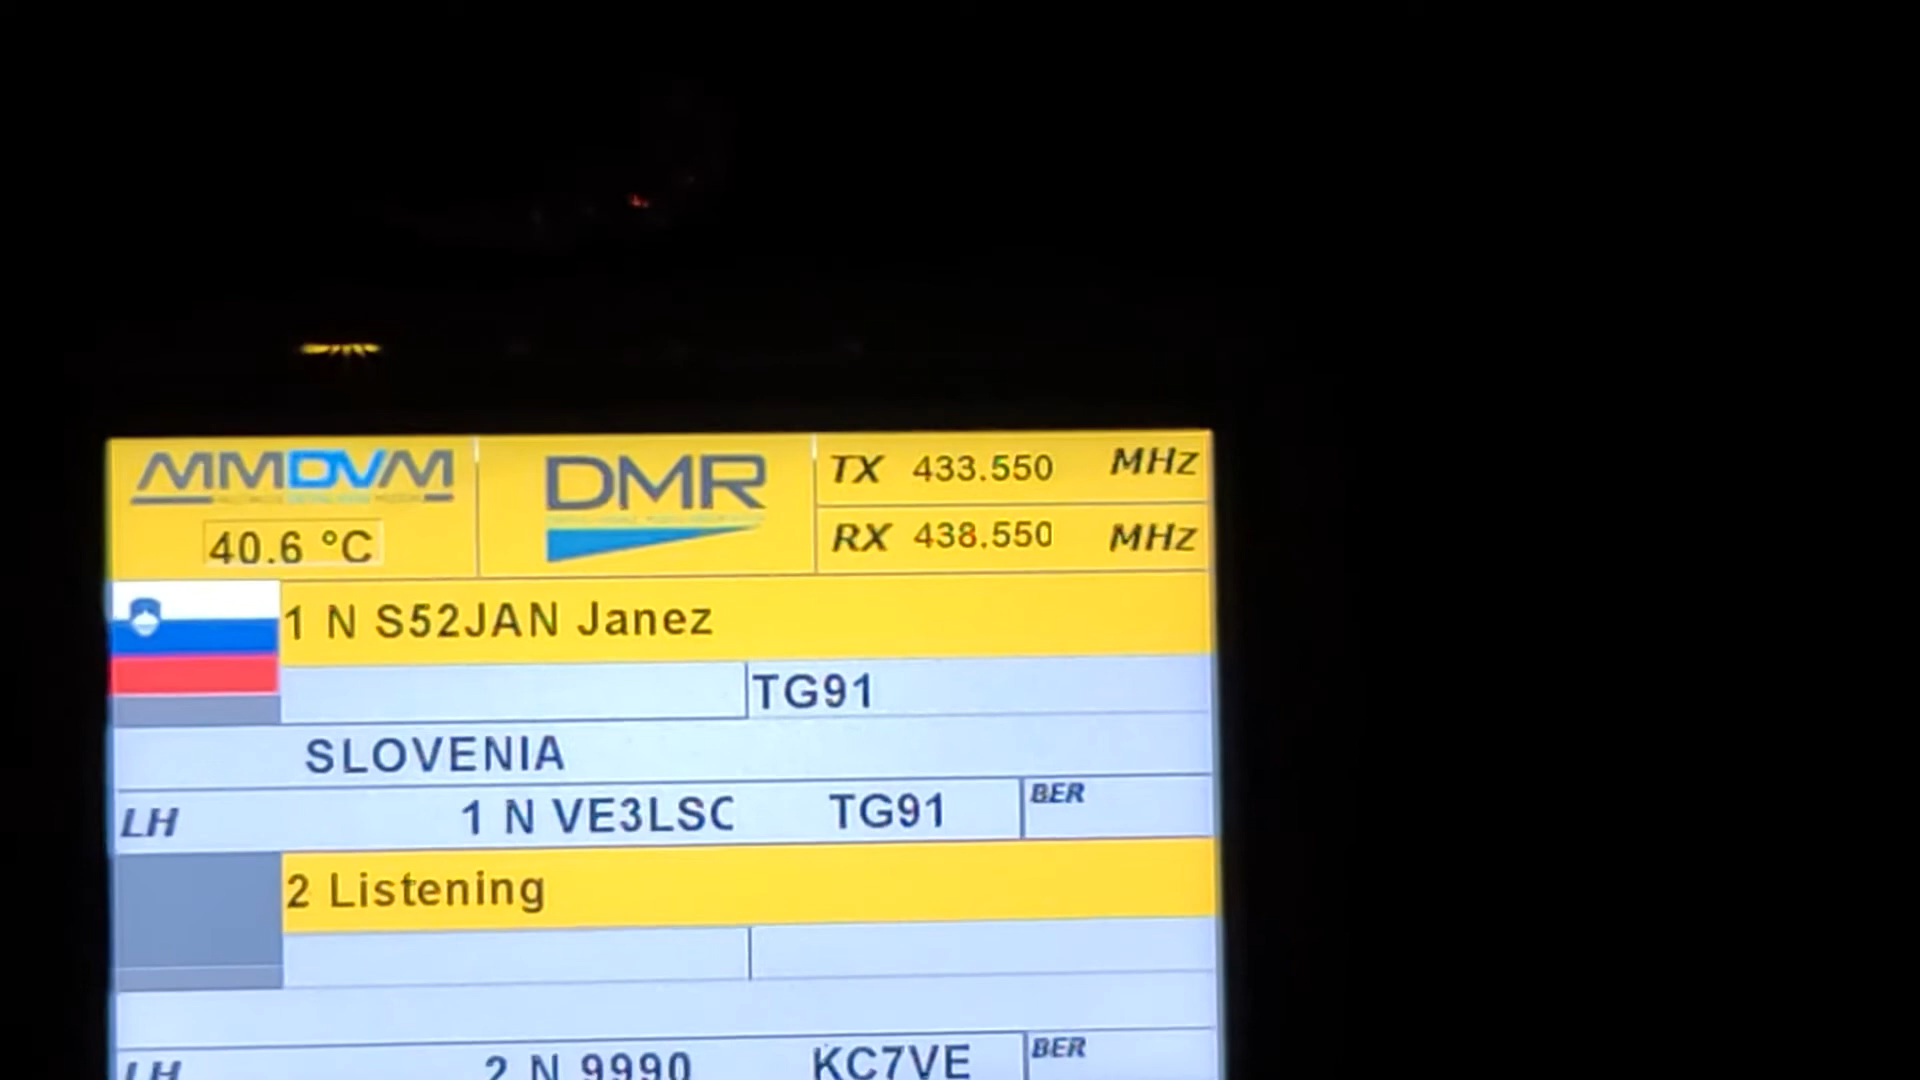 MMDVM
DMR
TX 433.550 MHz
40.6 °C
RX 438.550 MHz
1 N S52JAN Janez
TG91
SLOVENIA
LH 1 N VE3LSC TG91 BER
2 Listening
LH 2 N 9990 KC7VE BER